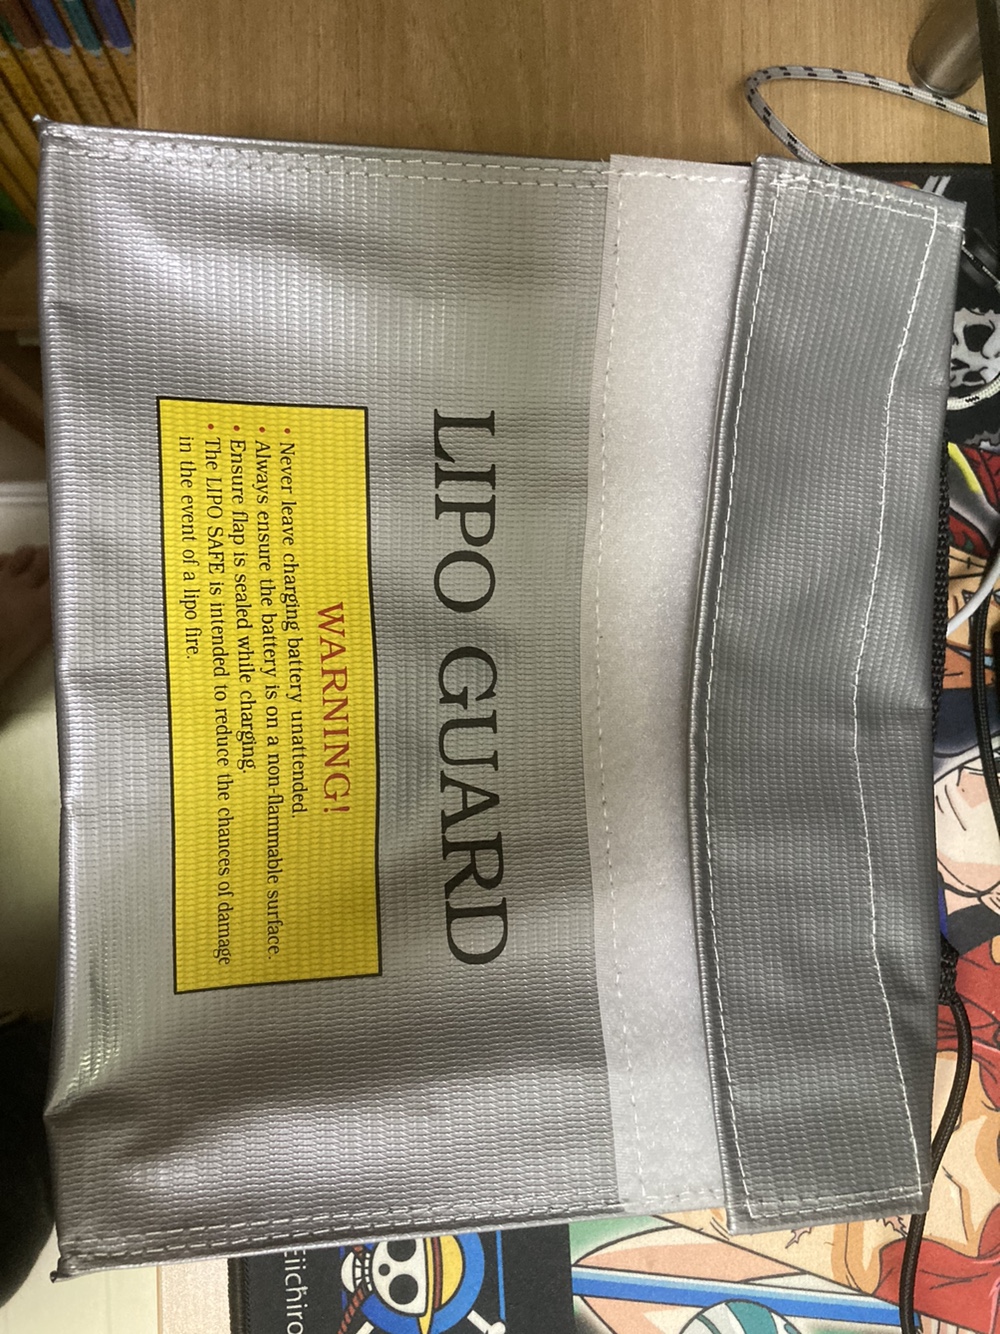 LIPO GUARD
WARNING!
• Never leave charging battery unattended.
• Always ensure the battery is on a non-flammable surface.
• Ensure flap is sealed while charging.
• The LIPO SAFE is intended to reduce the chances of damage
in the event of a lipo fire.
Eiichiro